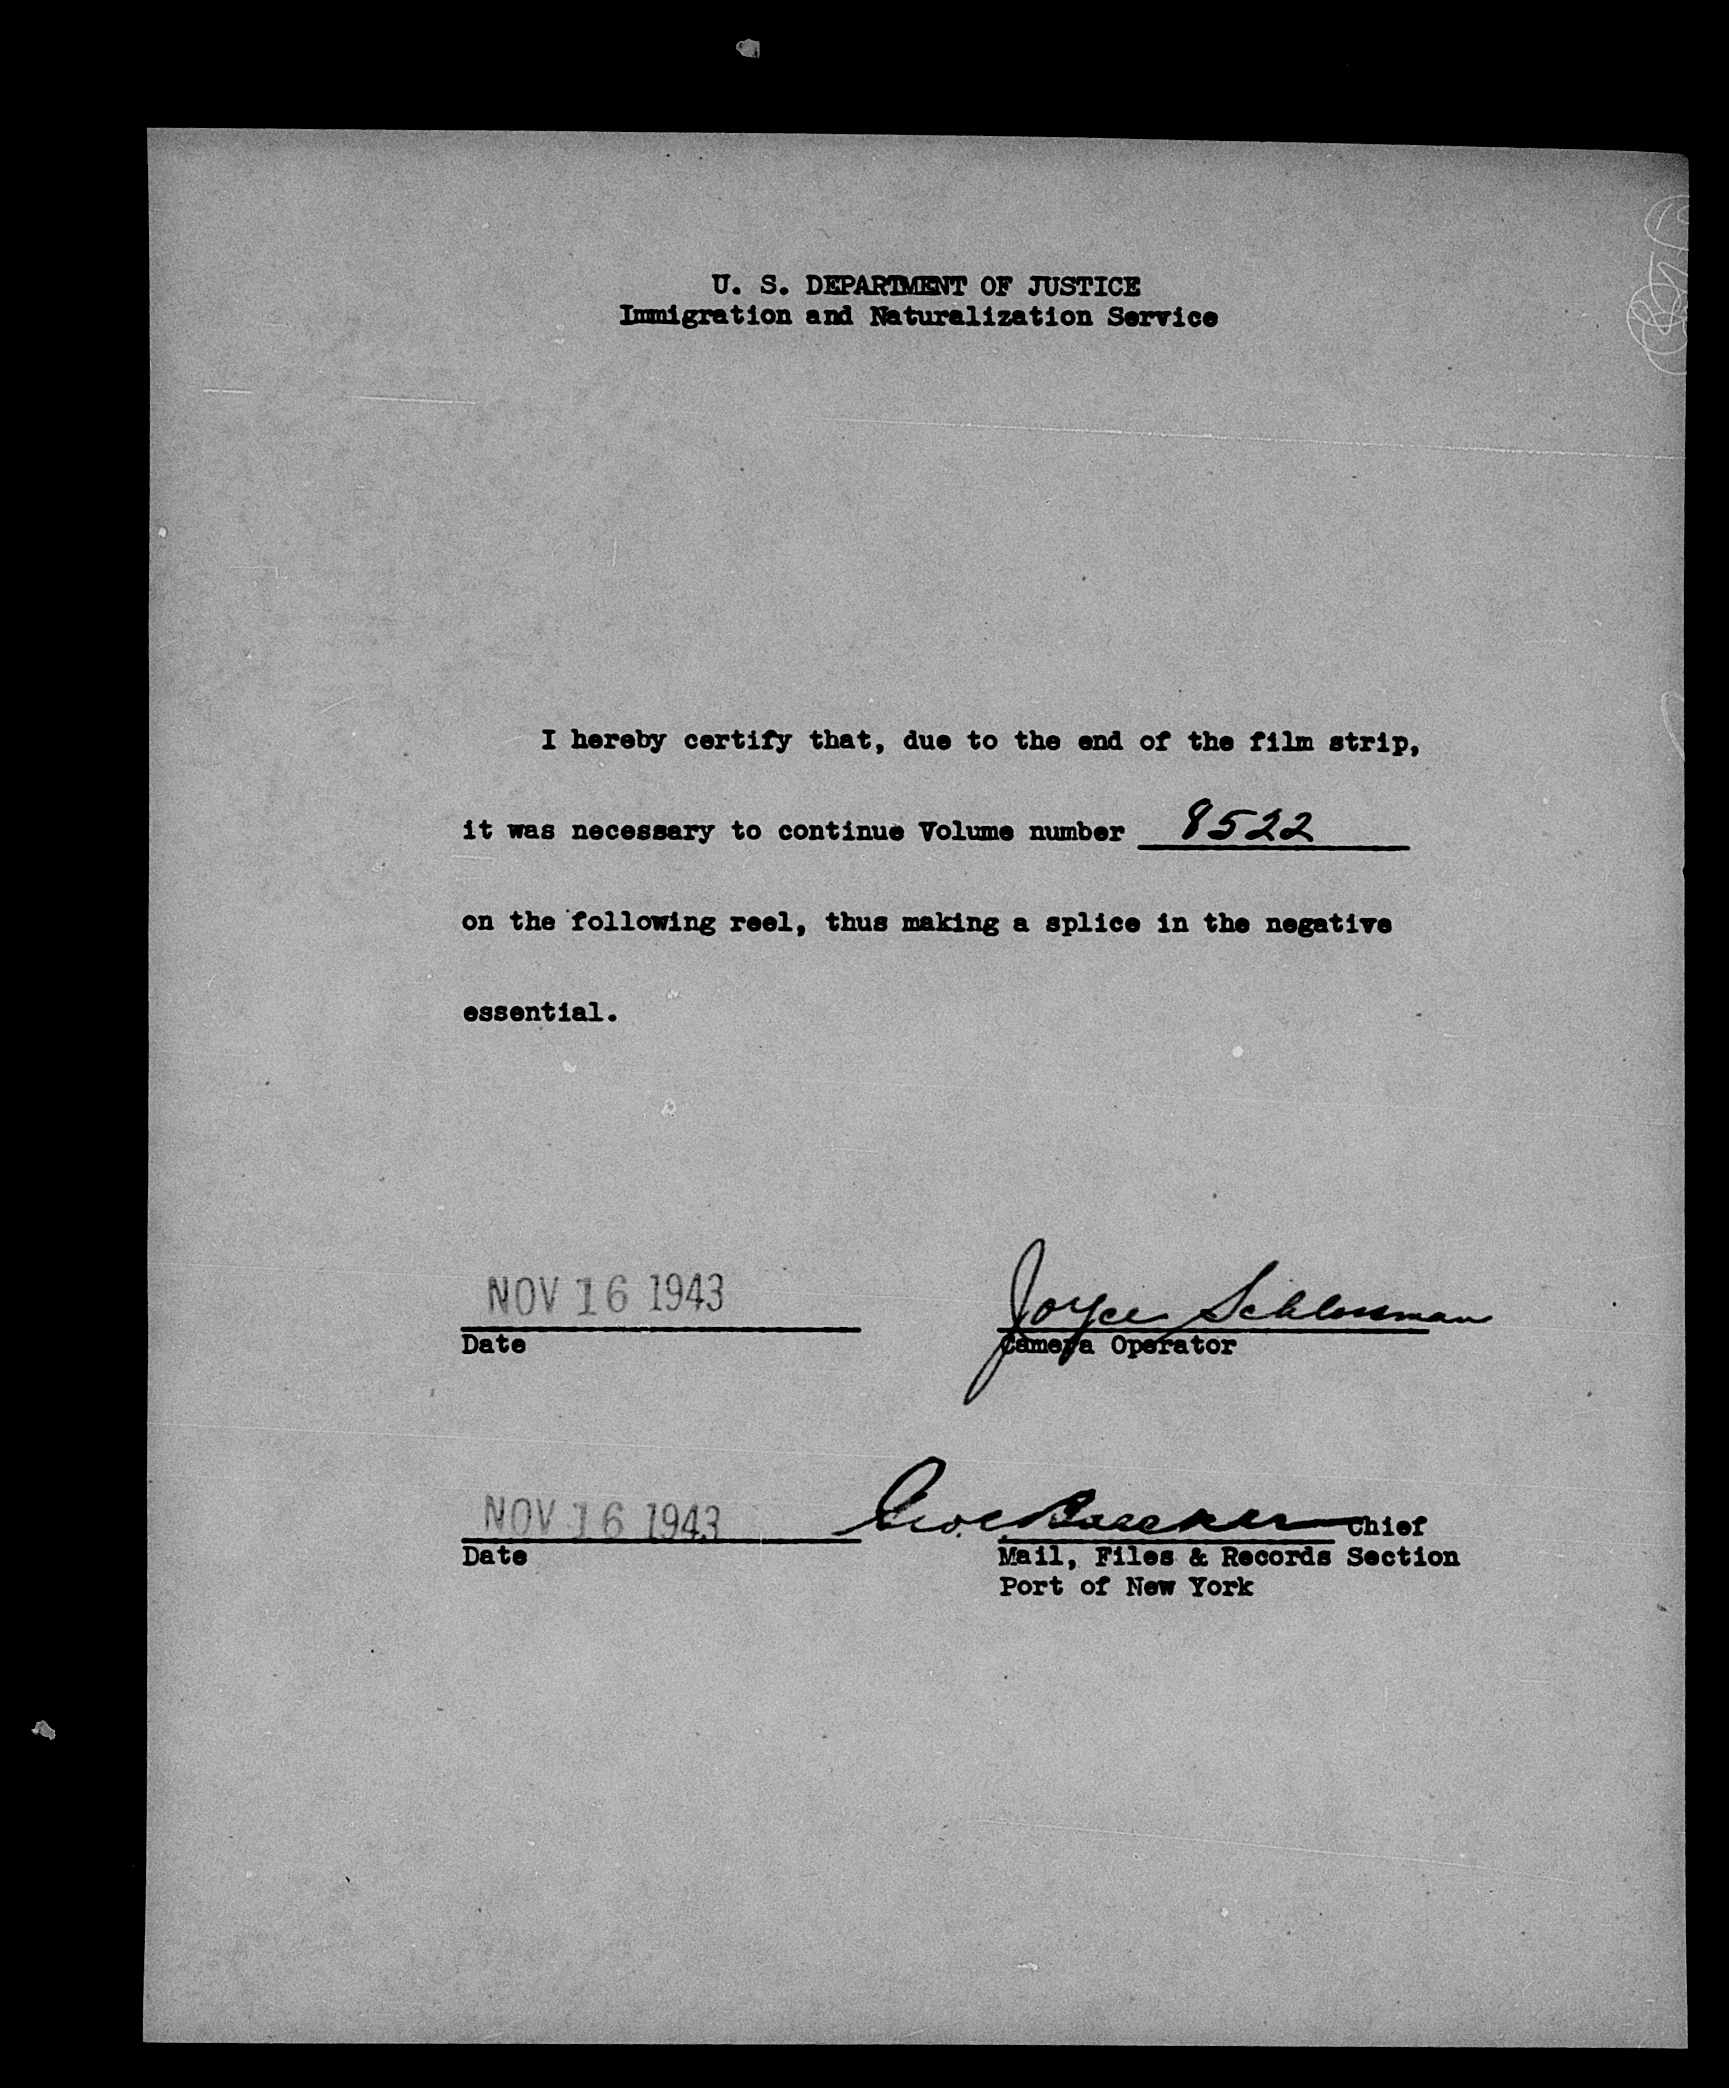 U. S. DEPARTMENT OF JUSTICE
Immigration and Naturalization Service
I hereby certify that, due to the end of the film strip,
it was necessary to continue Volume number 8522
on the following reel, thus making a splice in the negative
essential.
NOV 16 1943 Joyce Schlossman
Date Camera Operator
NOV 16 1943 Geo. Chief
Date Mail, Files & Records Section
Port of New York